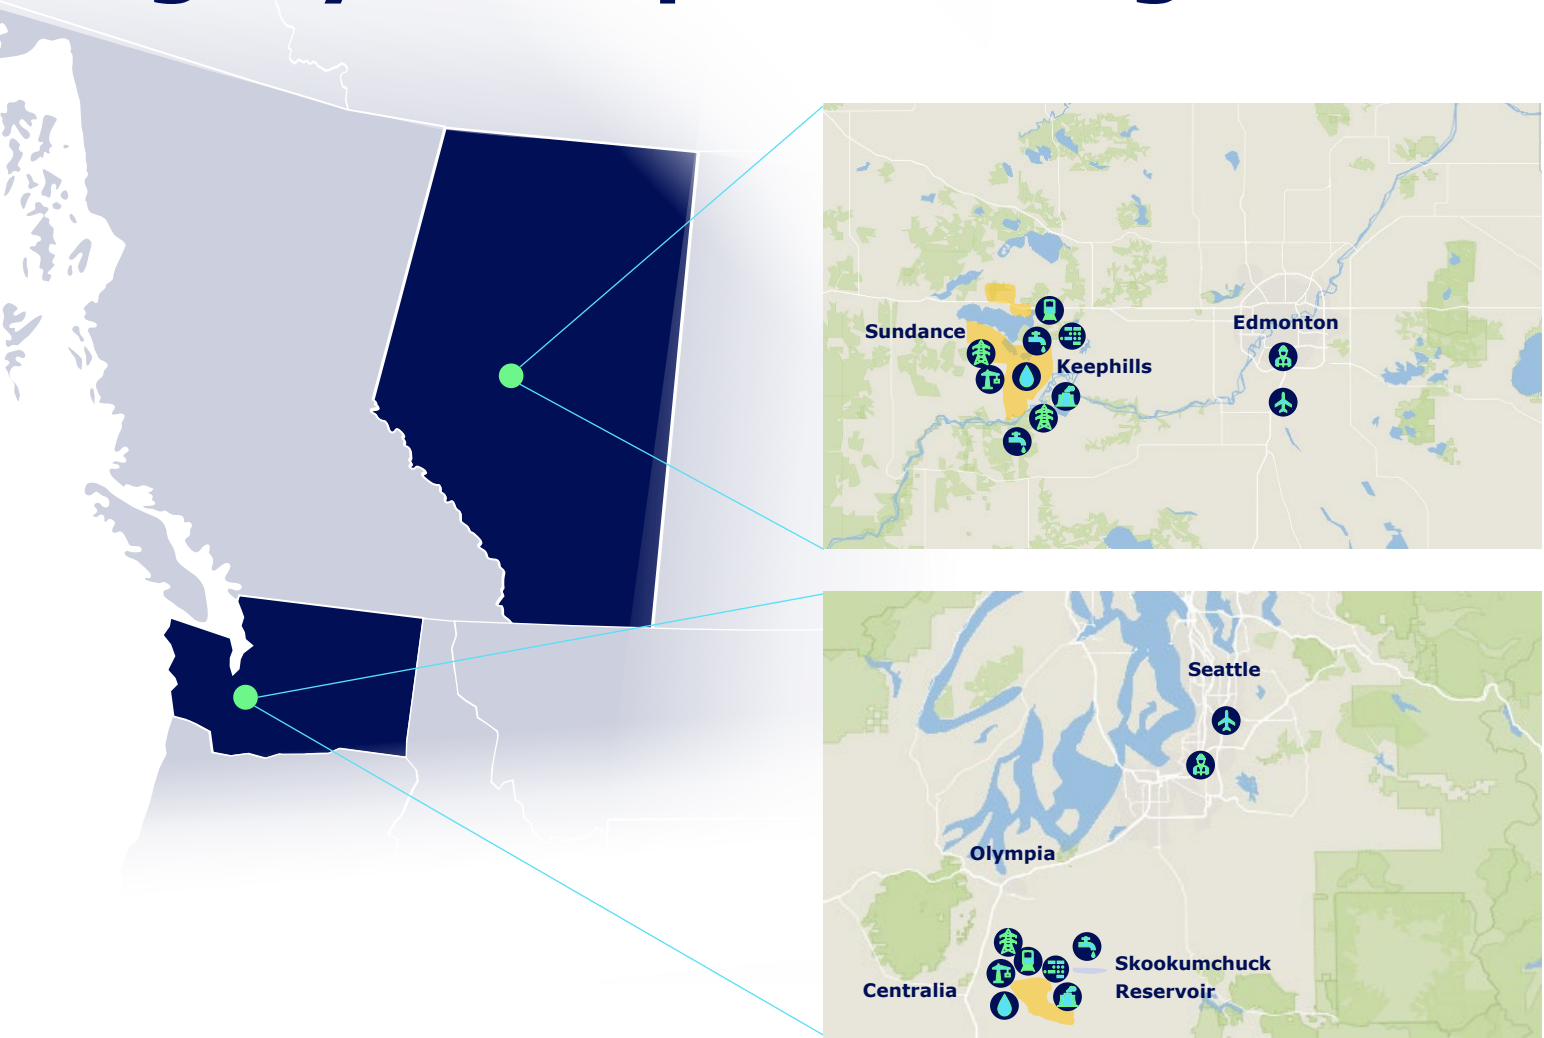 Sundance
Edmonton
Keephills
Seattle
Olympia
Skookumchuck
Reservoir
Centralia